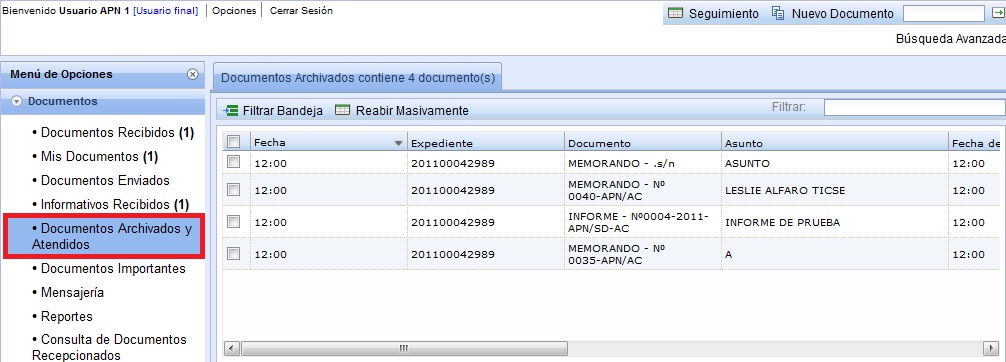 Bienvenido Usuario APN 1 [Usuario final] | Opciones | Cerrar Sesión
Seguimiento Nuevo Documento
Búsqueda Avanzada
Menú de Opciones
Documentos
• Documentos Recibidos (1)
• Mis Documentos (1)
• Documentos Enviados
• Informativos Recibidos (1)
• Documentos Archivados y
Atendidos
• Documentos Importantes
• Mensajería
• Reportes
• Consulta de Documentos
Recepcionados
Documentos Archivados contiene 4 documento(s)
Filtrar Bandeja Reabir Masivamente Filtrar:
Fecha Expediente Documento Asunto Fecha de
12:00 201100042989 MEMORANDO - .s/n ASUNTO 12:00
12:00 201100042989 MEMORANDO - Nº
0040-APN/AC LESLIE ALFARO TICSE 12:00
12:00 201100042989 INFORME - Nº0004-2011-
APN/SD-AC INFORME DE PRUEBA 12:00
12:00 201100042989 MEMORANDO - Nº
0035-APN/AC A 12:00